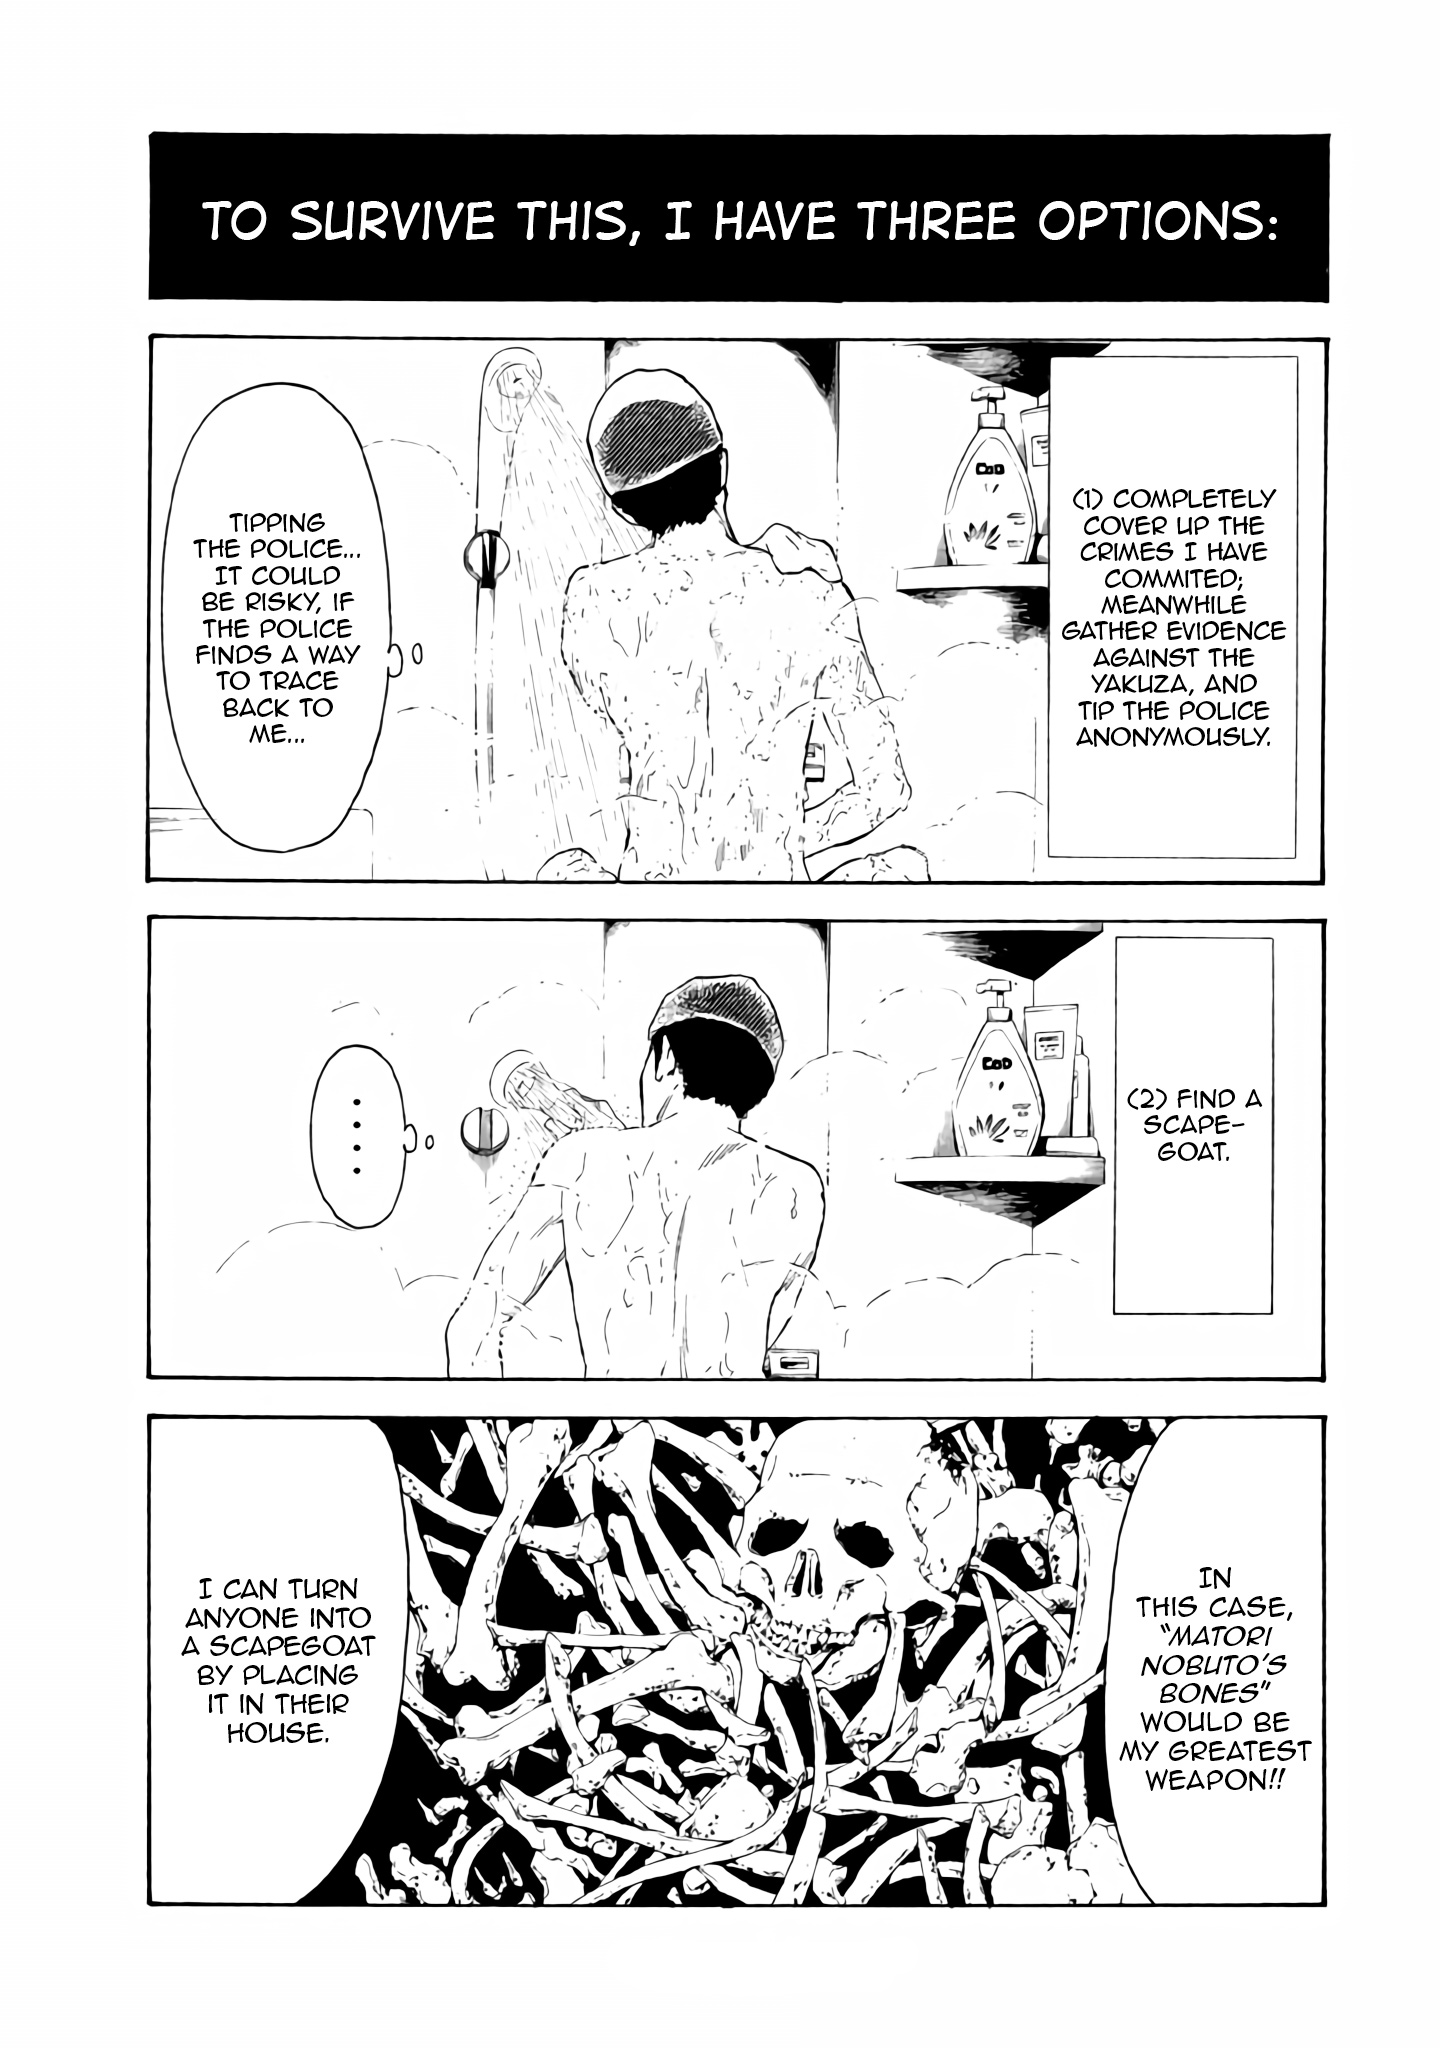 TO SURVIVE THIS, I HAVE THREE OPTIONS:
(1) COMPLETELY
COVER UP THE
CRIMES I HAVE
COMMITED;
MEANWHILE
GATHER EVIDENCE
AGAINST THE
YAKUZA, AND
TIP THE POLICE
ANONYMOUSLY.
COD
TIPPING
THE POLICE...
IT COULD
BE RISKY, IF
THE POLICE
FINDS A WAY
TO TRACE
BACK TO
ME...
(2) FIND A
SCAPE-
GOAT.
COD
....
IN
THIS CASE,
"MATORI
NOBUTO'S
BONES"
WOULD BE
MY GREATEST
WEAPON!!
I CAN TURN
ANYONE INTO
A SCAPEGOAT
BY PLACING
IT IN THEIR
HOUSE.